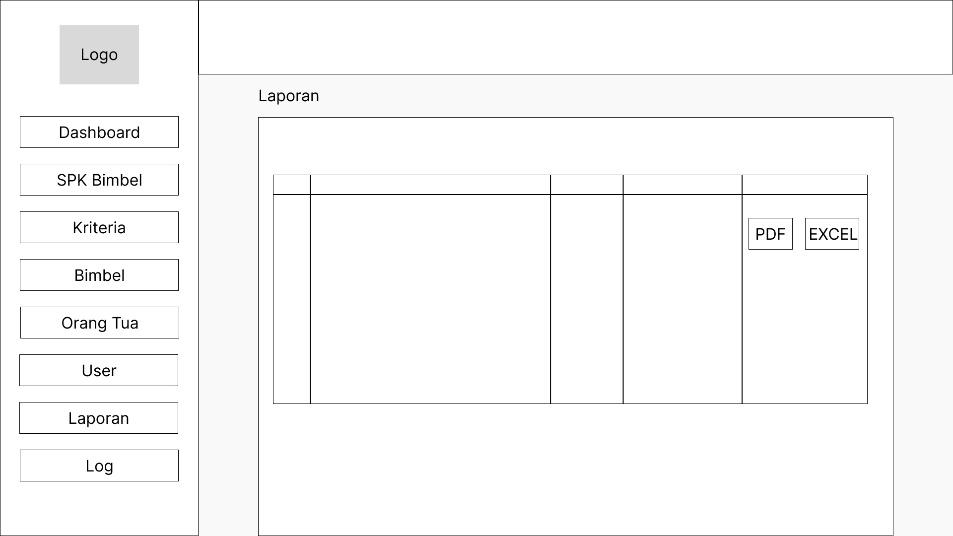 Logo
Dashboard
SPK Bimbel
Kriteria
Bimbel
Orang Tua
User
Laporan
Log
Laporan
PDF
EXCEL